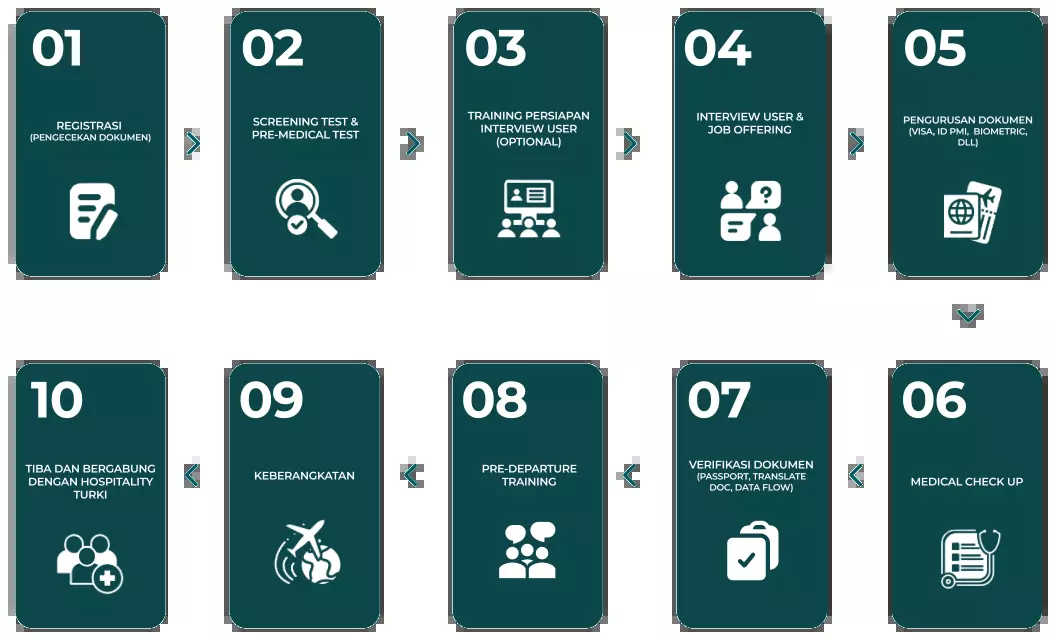 01
REGISTRASI
(PENGECEKAN DOKUMEN)
02
SCREENING TEST &
PRE-MEDICAL TEST
03
TRAINING PERSIAPAN
INTERVIEW USER
(OPTIONAL)
04
INTERVIEW USER &
JOB OFFERING
?
05
PENGURUSAN DOKUMEN
(VISA, ID PMI, BIOMETRIC,
DLL)
06
MEDICAL CHECK UP
07
VERIFIKASI DOKUMEN
(PASSPORT, TRANSLATE
DOC, DATA FLOW)
08
PRE-DEPARTURE
TRAINING
09
KEBERANGKATAN
10
TIBA DAN BERGABUNG
DENGAN HOSPITALITY
TURKI